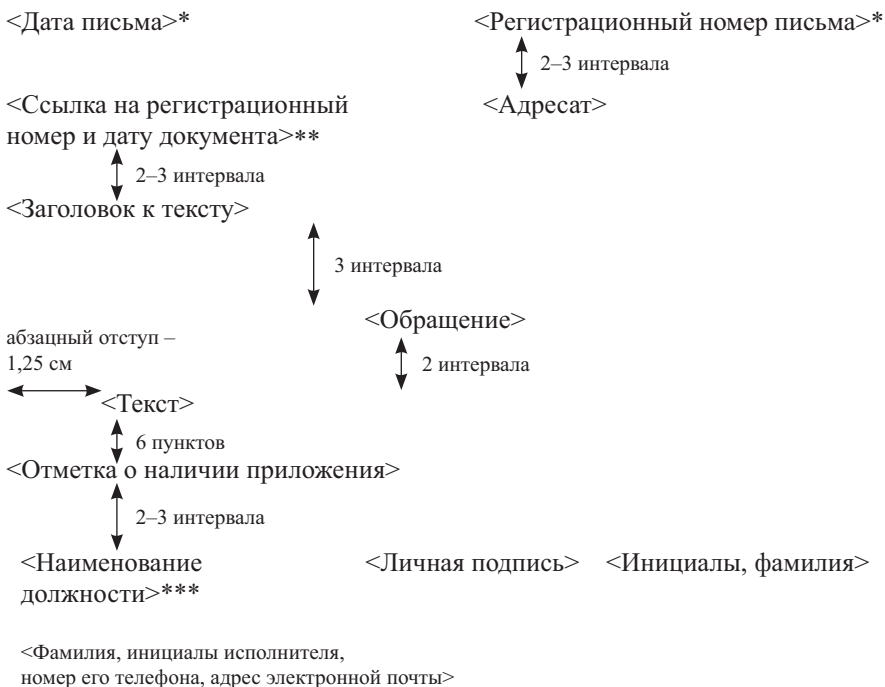 <Дата письма>* <Регистрационный номер письма>*
2–3 интервала
<Ссылка на регистрационный <Адресат>
номер и дату документа>**
2–3 интервала
<Заголовок к тексту>
3 интервала
<Обращение>
абзацный отступ –
1,25 см
2 интервала
<Текст>
6 пунктов
<Отметка о наличии приложения>
2–3 интервала
<Наименование <Личная подпись> <Инициалы, фамилия>
должности>***
<Фамилия, инициалы исполнителя,
номер его телефона, адрес электронной почты>